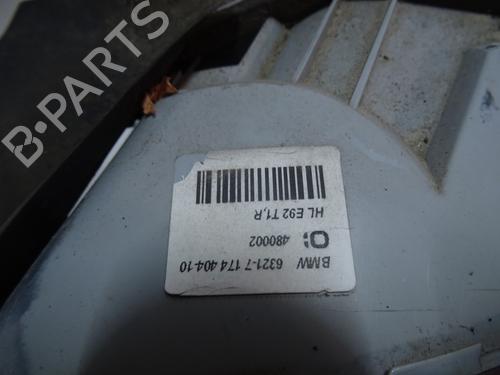 B-PARTS
BMW 6321-7 174 404-10
480002
HL E92 T1,R